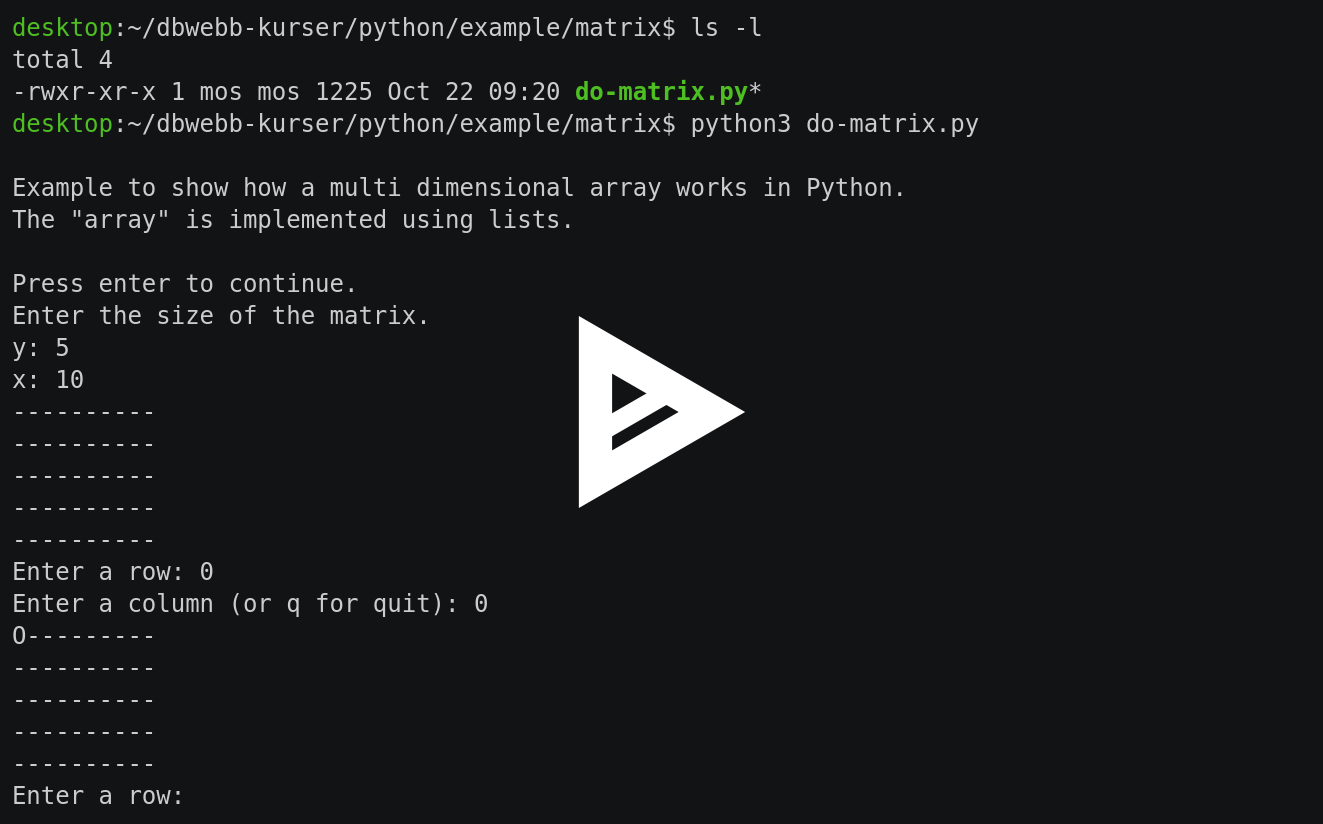 desktop:~/dbwebb-kurser/python/example/matrix$ ls -l
total 4
-rwxr-xr-x 1 mos mos 1225 Oct 22 09:20 do-matrix.py*
desktop:~/dbwebb-kurser/python/example/matrix$ python3 do-matrix.py
Example to show how a multi dimensional array works in Python.
The "array" is implemented using lists.
Press enter to continue.
Enter the size of the matrix.
y: 5
x: 10
----------
----------
----------
----------
----------
Enter a row: 0
Enter a column (or q for quit): 0
O---------
----------
----------
----------
----------
Enter a row: